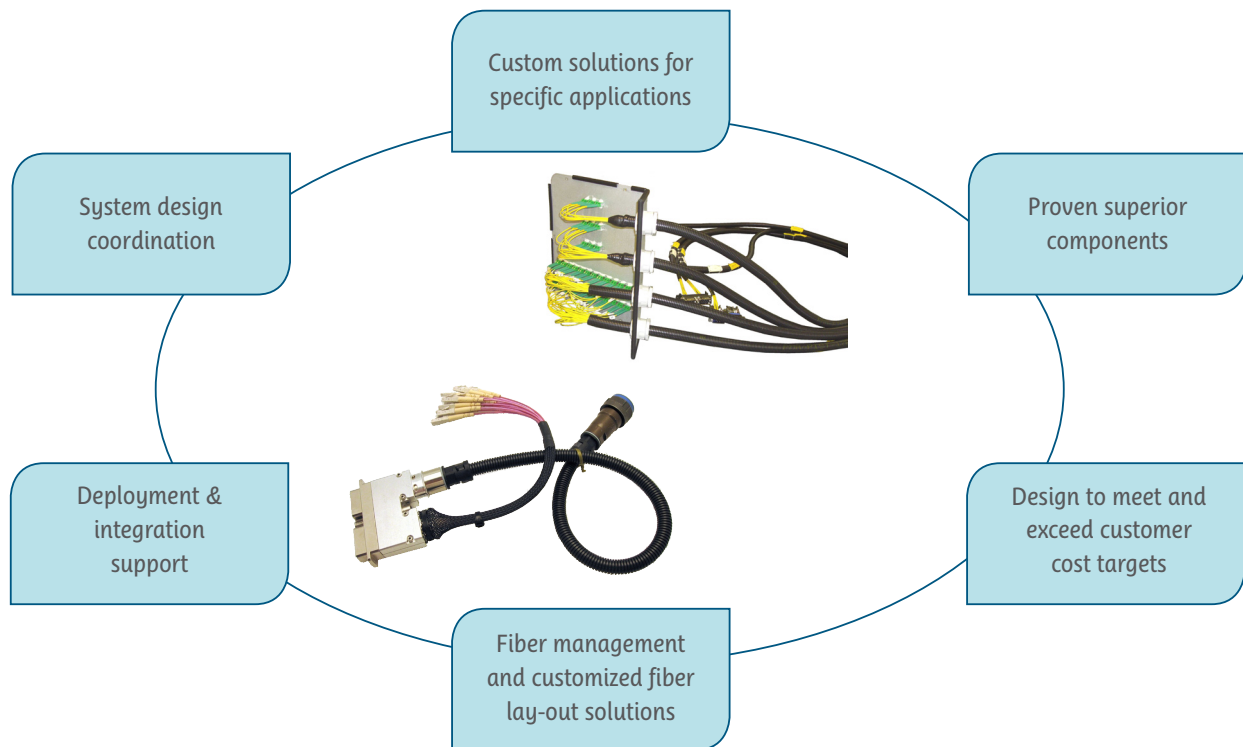 Custom solutions for
specific applications
System design
coordination
Proven superior
components
Deployment &
integration
support
Design to meet and
exceed customer
cost targets
Fiber management
and customized fiber
lay-out solutions